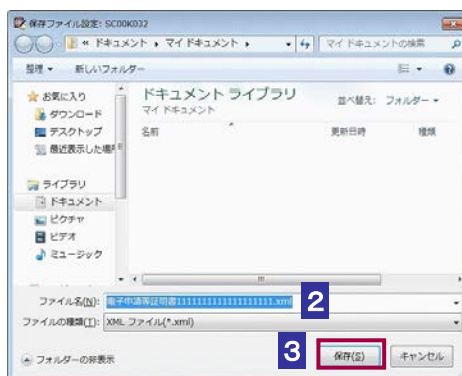 保存ファイル設定: SC00K032
« ドキュメント ▸ マイ ドキュメント ▸
マイ ドキュメントの検索
整理 ▾ 新しいフォルダー
お気に入り
ダウンロード
デスクトップ
最近表示した場所
ライブラリ
ドキュメント
ピクチャ
ビデオ
ミュージック
ドキュメント ライブラリ
マイ ドキュメント
並べ替え: フォルダー ▾
名前 更新日時 種類
ファイル名(N): 電子申請等証明書1111111111111111111.xml
2
ファイルの種類(T): XML ファイル(*.xml)
3
フォルダーの非表示
保存(S) キャンセル